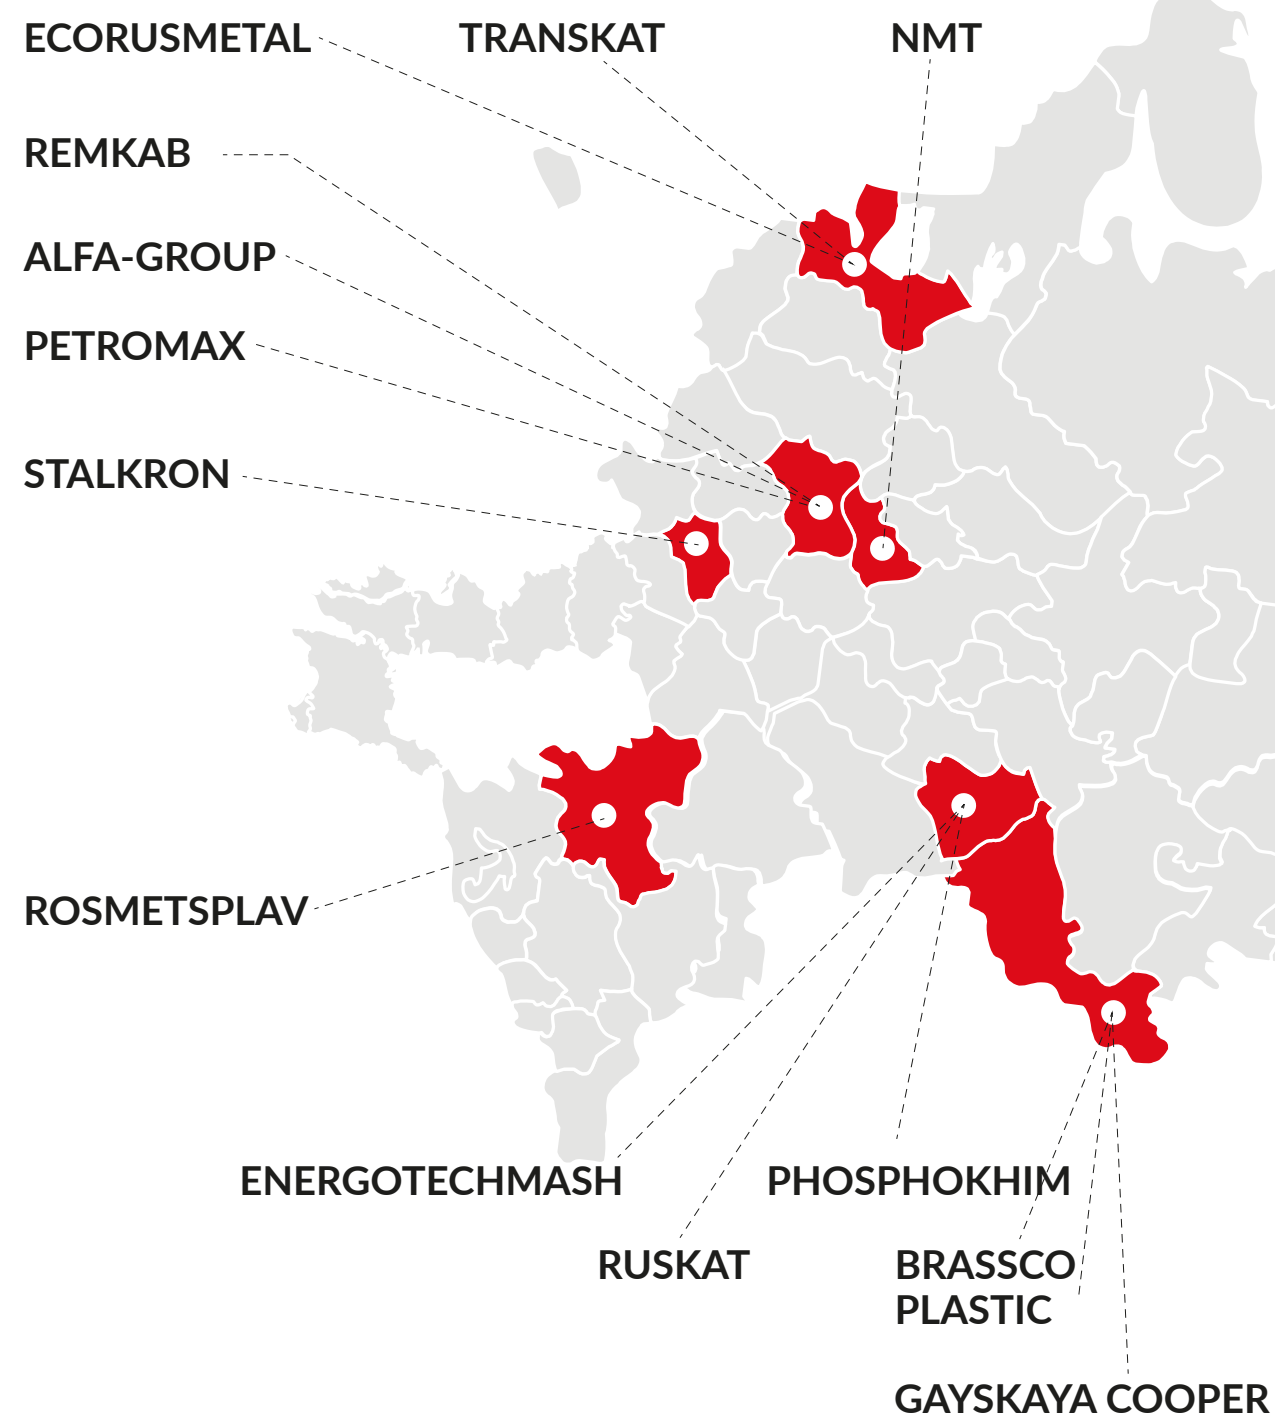 ECORUSMETAL
TRANSKAT
NMT
REMKAB
ALFA-GROUP
PETROMAX
STALKRON
ROSMETSPLAV
ENERGOTECHMASH
PHOSPHOKHIM
RUSKAT
BRASSCO
PLASTIC
GAYSKAYA COOPER